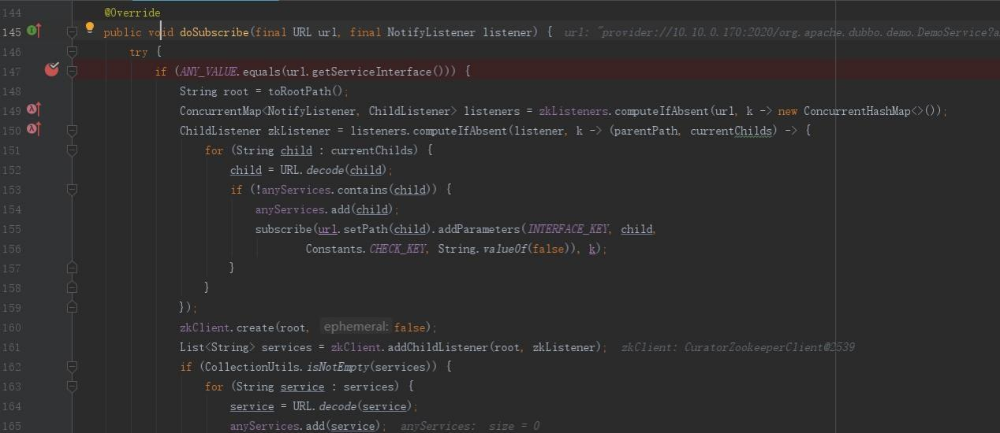 144 @Override
145 public void doSubscribe(final URL url, final NotifyListener listener) { url: "provider://10.10.0.170:2020/org.apache.dubbo.demo.DemoService?a
146 try {
147 if (ANY_VALUE.equals(url.getServiceInterface())) {
148 String root = toRootPath();
149 ConcurrentMap<NotifyListener, ChildListener> listeners = zkListeners.computeIfAbsent(url, k -> new ConcurrentHashMap<>());
150 ChildListener zkListener = listeners.computeIfAbsent(listener, k -> (parentPath, currentChilds) -> {
151 for (String child : currentChilds) {
152 child = URL.decode(child);
153 if (!anyServices.contains(child)) {
154 anyServices.add(child);
155 subscribe(url.setPath(child).addParameters(INTERFACE_KEY, child,
156 Constants.CHECK_KEY, String.valueOf(false)), k);
157 }
158 }
159 });
160 zkClient.create(root, ephemeral: false);
161 List<String> services = zkClient.addChildListener(root, zkListener); zkClient: CuratorZookeeperClient@2539
162 if (CollectionUtils.isNotEmpty(services)) {
163 for (String service : services) {
164 service = URL.decode(service);
165 anyServices.add(service); anyServices: size = 0